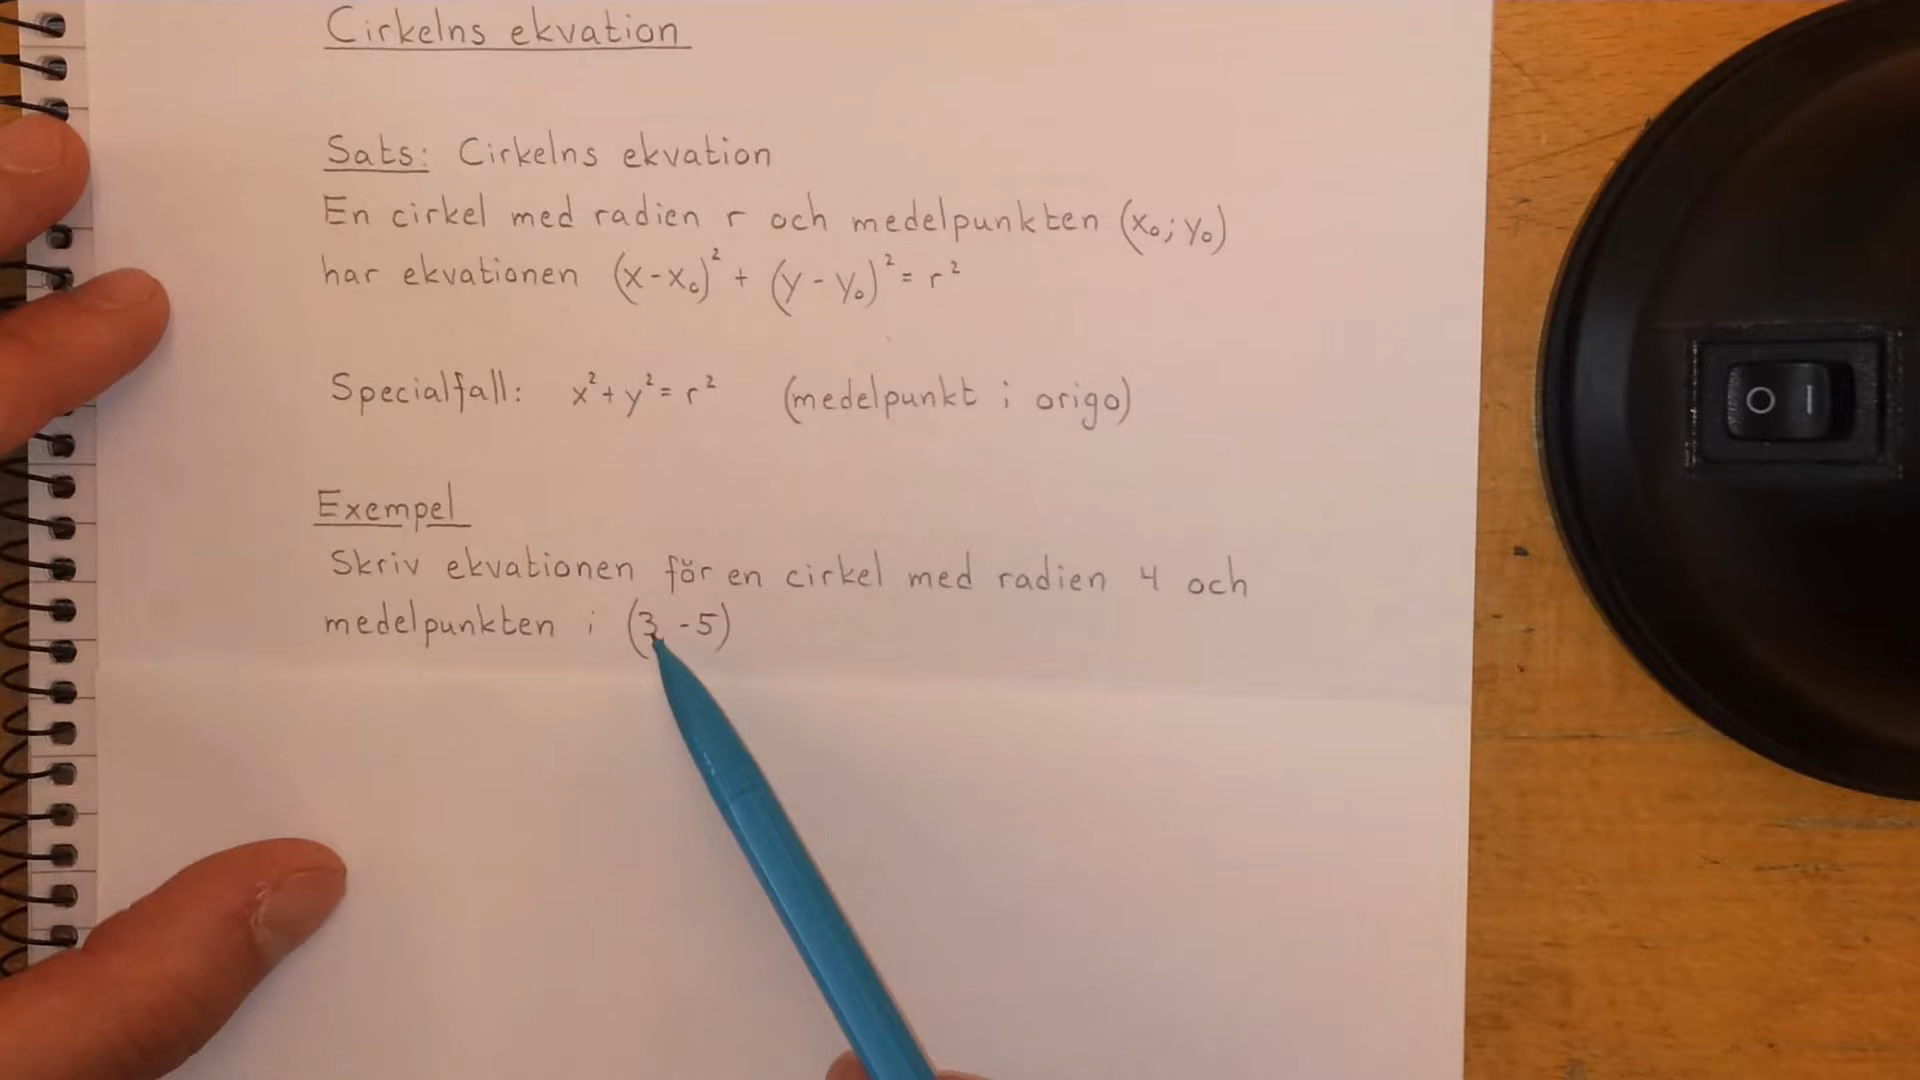 Cirkelns ekvation
Sats: Cirkelns ekvation
En cirkel med radien r och medelpunkten (x₀; y₀)
har ekvationen (x-x₀)² + (y-y₀)² = r²
Specialfall: x² + y² = r² (medelpunkt i origo)
Exempel
Skriv ekvationen för en cirkel med radien 4 och
medelpunkten i (3 -5)